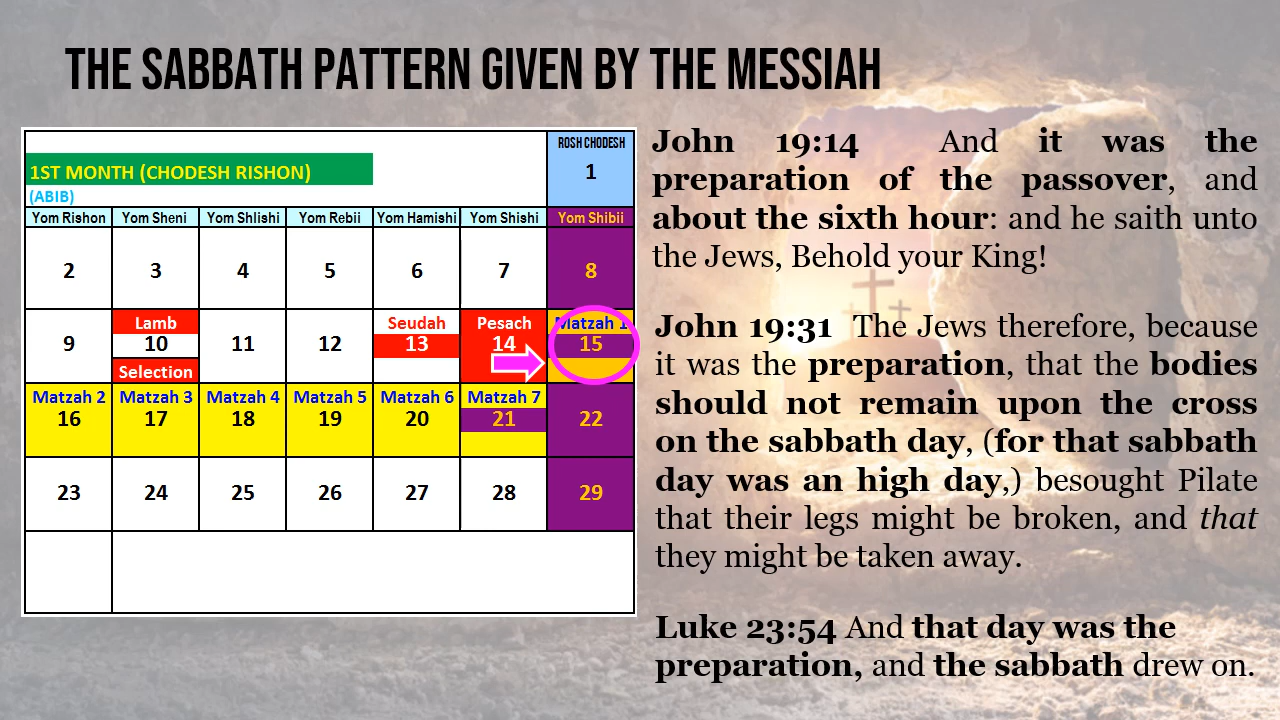 THE SABBATH PATTERN GIVEN BY THE MESSIAH
ROSH CHODESH
1ST MONTH (CHODESH RISHON)
1
(ABIB)
Yom Rishon Yom Sheni Yom Shlishi Yom Rebii Yom Hamishi Yom Shishi Yom Shibii
2 3 4 5 6 7 8
Lamb Seudah Pesach Matzah 1
9 10 11 12 13 14 15
Selection
Matzah 2 Matzah 3 Matzah 4 Matzah 5 Matzah 6 Matzah 7
16 17 18 19 20 21 22
23 24 25 26 27 28 29
John 19:14 And it was the
preparation of the passover, and
about the sixth hour: and he saith unto
the Jews, Behold your King!
John 19:31 The Jews therefore, because
it was the preparation, that the bodies
should not remain upon the cross
on the sabbath day, (for that sabbath
day was an high day,) besought Pilate
that their legs might be broken, and that
they might be taken away.
Luke 23:54 And that day was the
preparation, and the sabbath drew on.